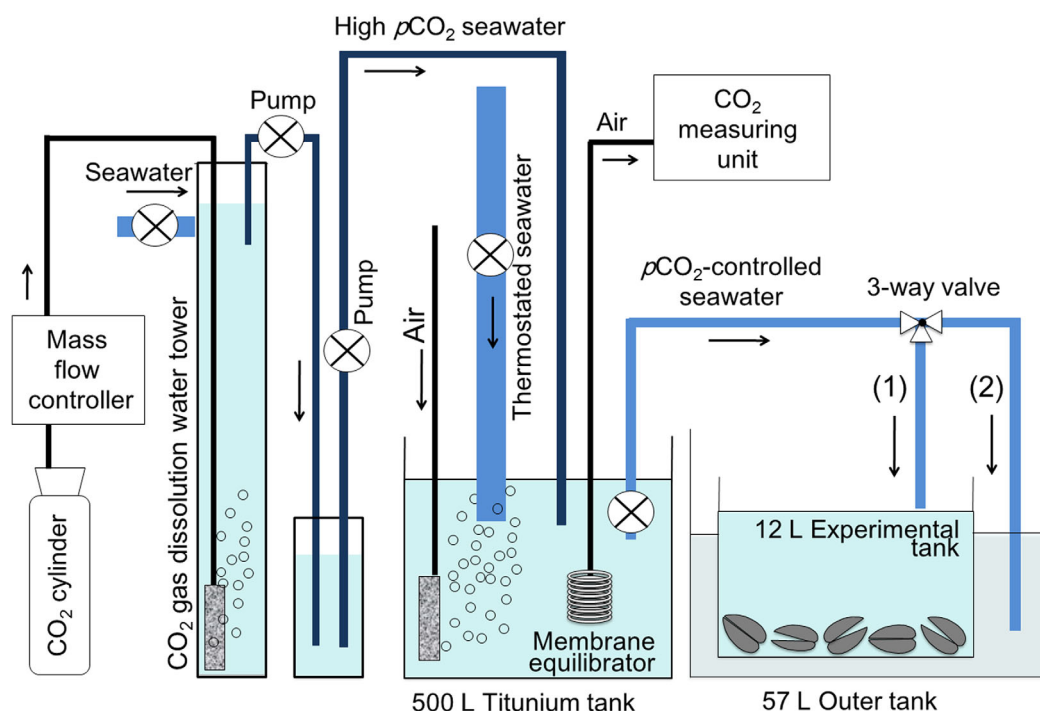 High pCO2 seawater
Pump
Seawater
Air
CO2
measuring
unit
Mass
flow
controller
CO2 cylinder
CO2 gas dissolution water tower
Pump
Air
Thermostated seawater
pCO2-controlled
seawater
3-way valve
(1)
(2)
12 L Experimental
tank
Membrane
equilibrator
500 L Titunium tank
57 L Outer tank